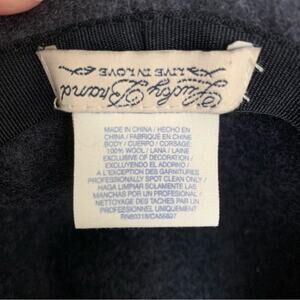 Lucky Brand
LIVE IN LOVE
MADE IN CHINA / HECHO EN
CHINA / FABRIQUÉ EN CHINE
BODY / CUERPO / CORSAGE:
100% WOOL / LANA / LAINE
EXCLUSIVE OF DECORATION /
EXCLUYENDO EL ADORNO /
A L'EXCEPTION DES GARNITURES
PROFESSIONALLY SPOT CLEAN ONLY /
HAGA LIMPIAR SOLAMENTE LAS
MANCHAS POR UN PROFESIONAL /
NETTOYAGE DES TACHES PAR UN
PROFESSIONNEL UNIQUEMENT
RN80318/CA56827